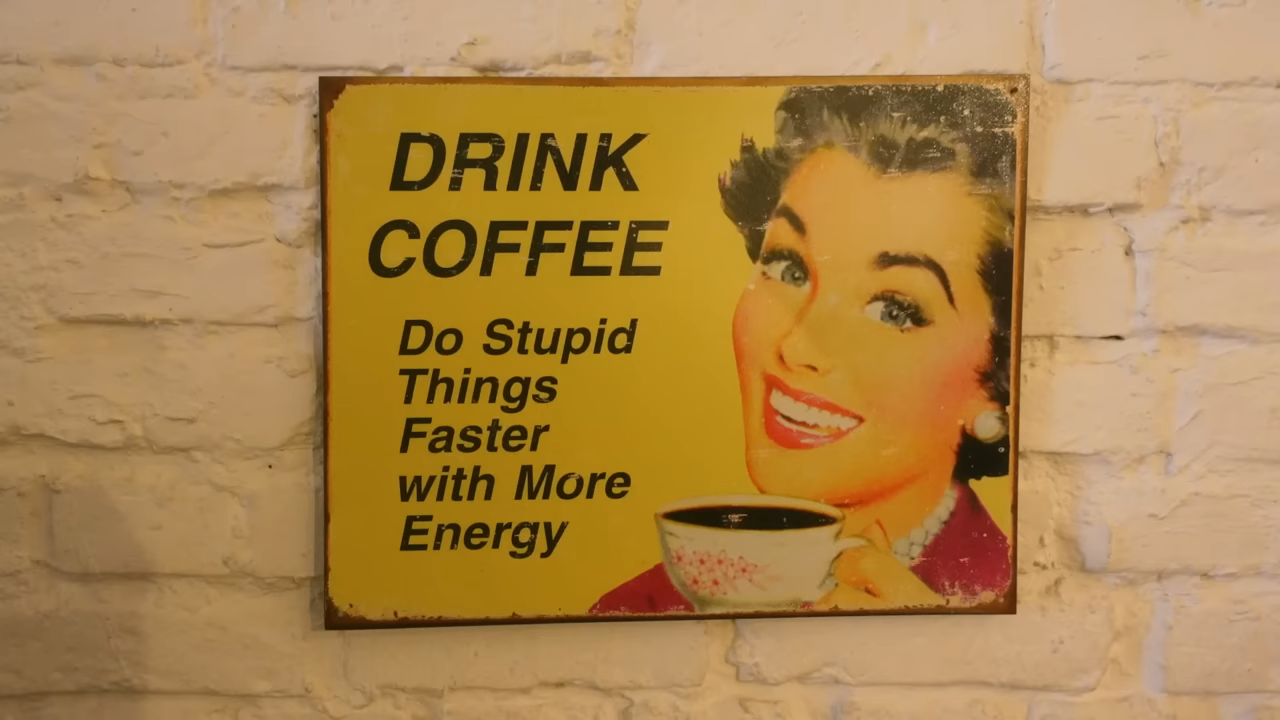 DRINK
COFFEE
Do Stupid
Things
Faster
with More
Energy